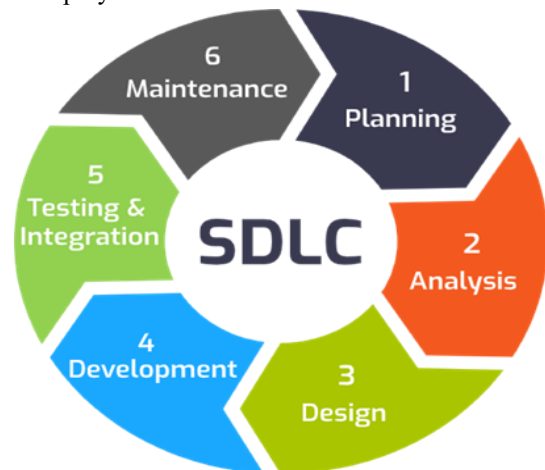 1
Planning
2
Analysis
3
Design
4
Development
5
Testing &
Integration
6
Maintenance
SDLC